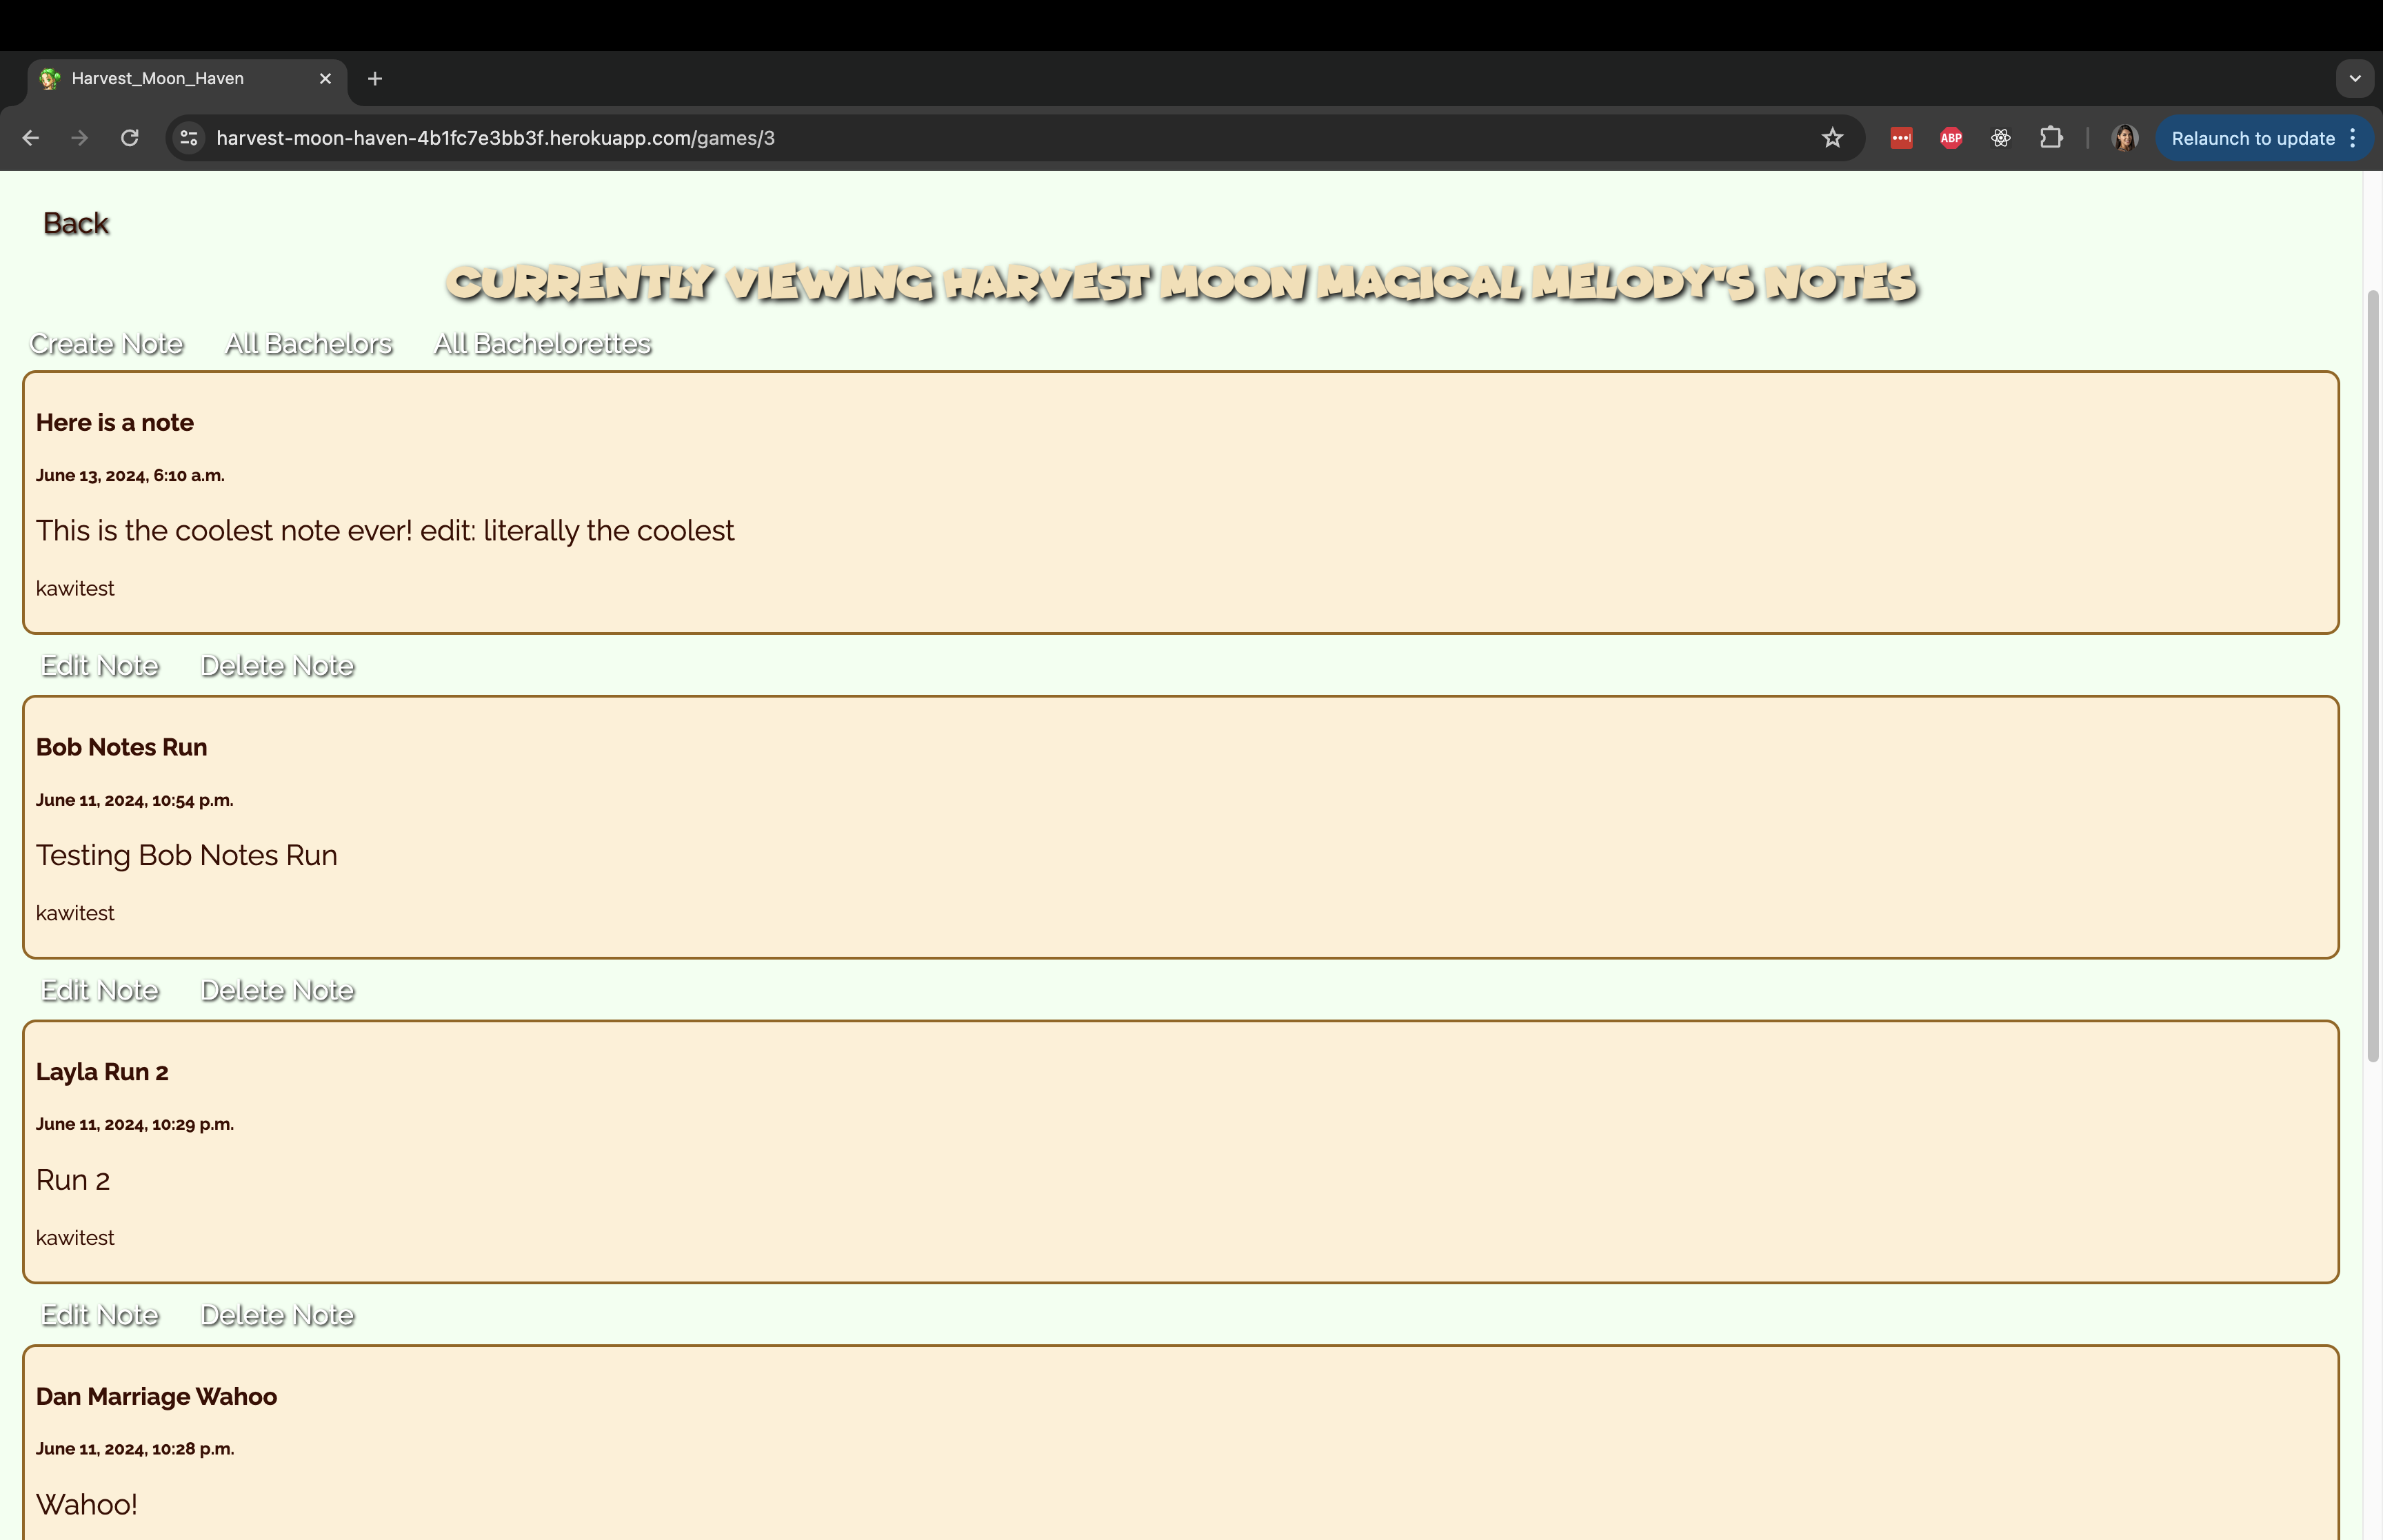 Harvest_Moon_Haven
harvest-moon-haven-4b1fc7e3bb3f.herokuapp.com/games/3
ABP
Relaunch to update
Back
CURRENTLY VIEWING HARVEST MOON MAGICAL MELODY'S NOTES
Create Note All Bachelors All Bachelorettes
Here is a note
June 13, 2024, 6:10 a.m.
This is the coolest note ever! edit: literally the coolest
kawitest
Edit Note Delete Note
Bob Notes Run
June 11, 2024, 10:54 p.m.
Testing Bob Notes Run
kawitest
Edit Note Delete Note
Layla Run 2
June 11, 2024, 10:29 p.m.
Run 2
kawitest
Edit Note Delete Note
Dan Marriage Wahoo
June 11, 2024, 10:28 p.m.
Wahoo!